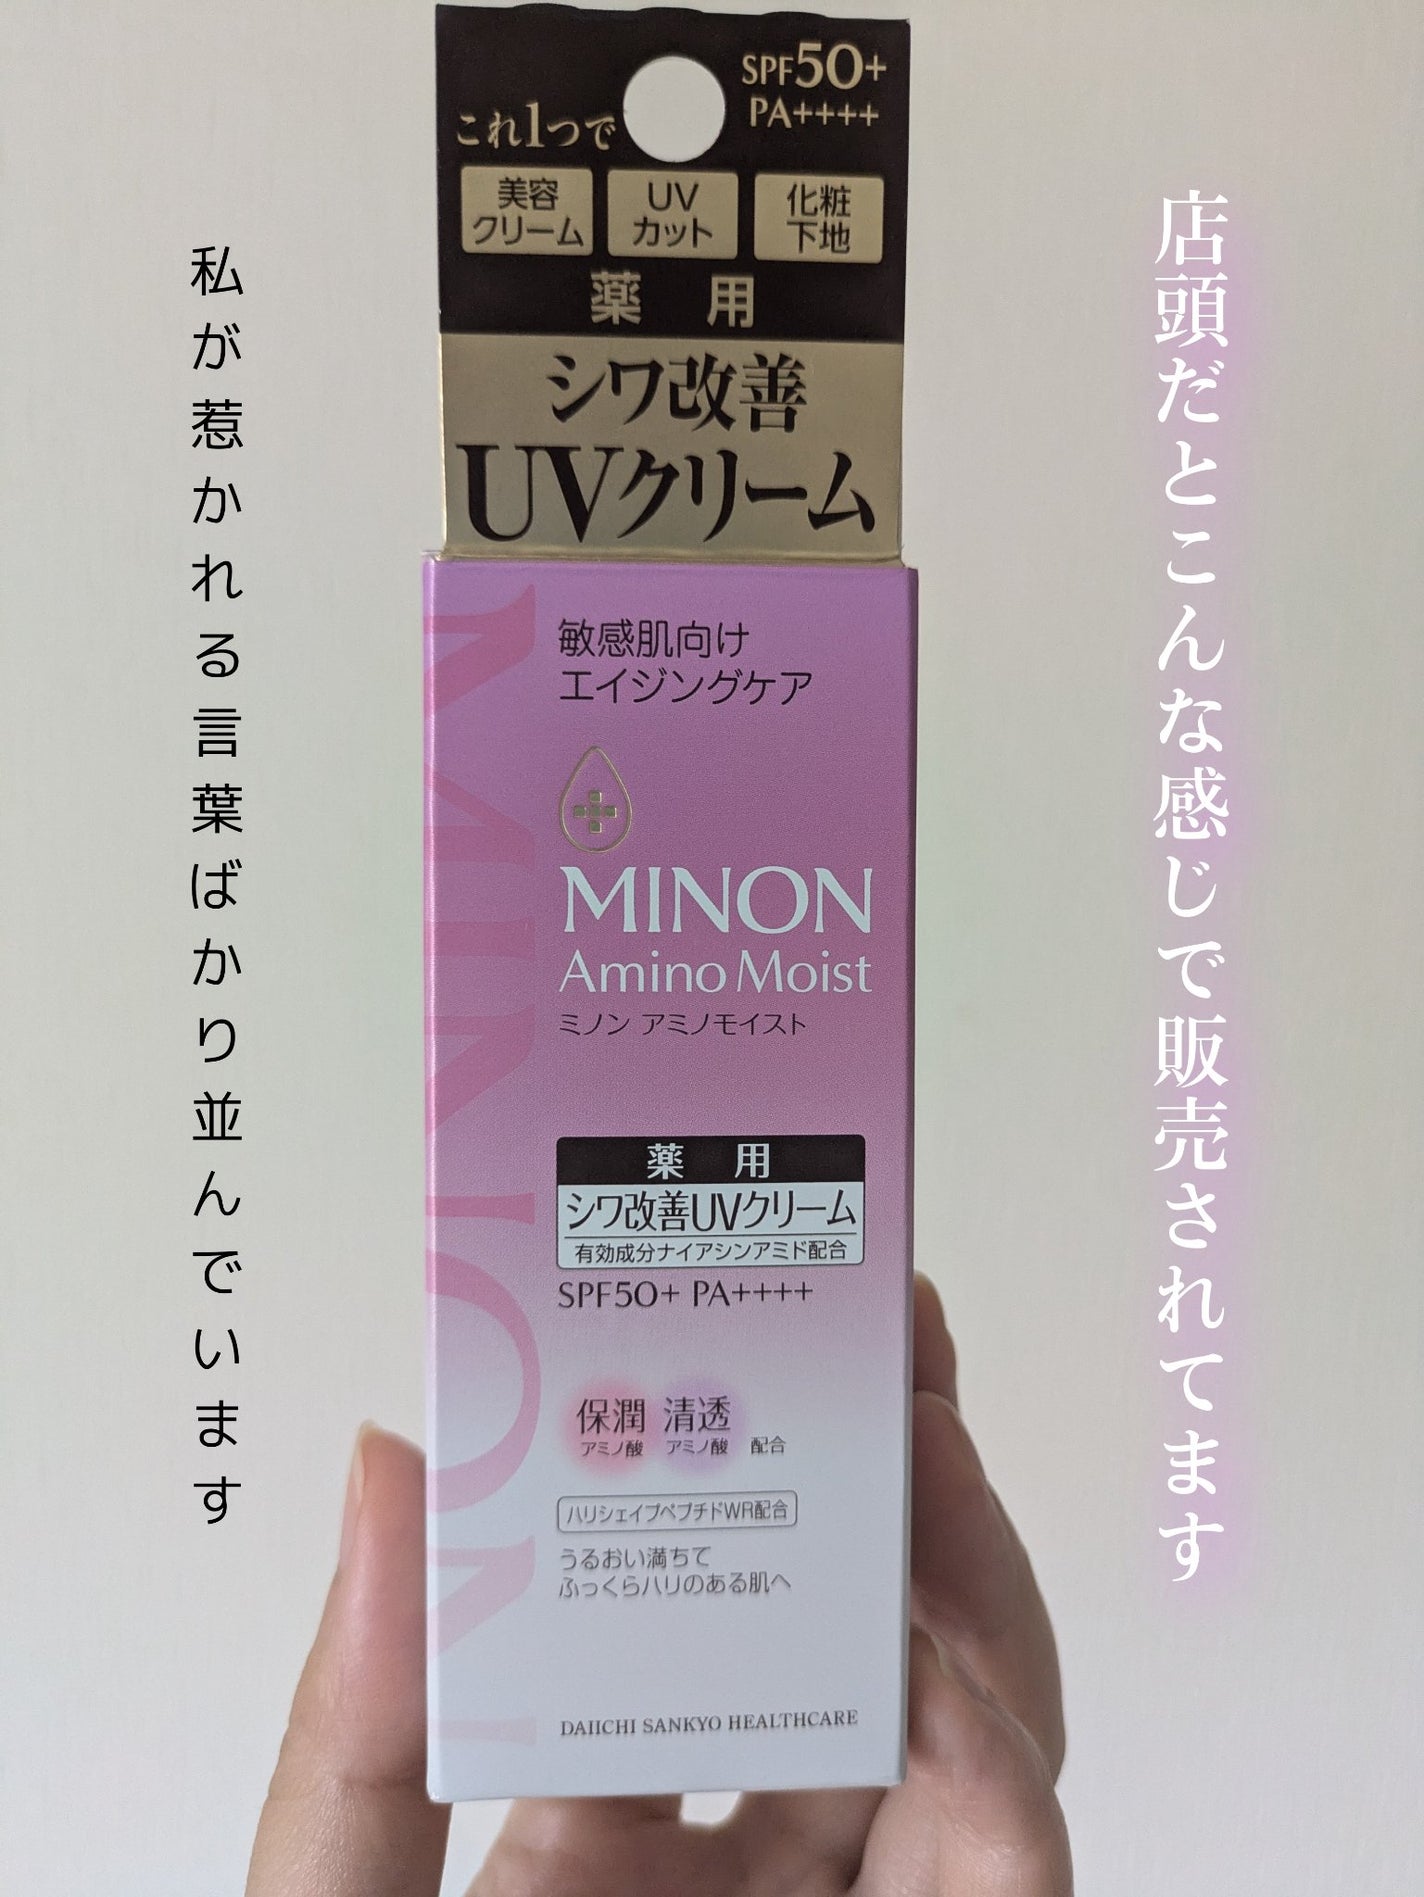 店頭だとこんな感じで販売されてます
私が惹かれる言葉ばかり並んでいます
SPF50+
PA++++
これ1つで
美容
クリーム
UV
カット
化粧
下地
薬用
シワ改善
UVクリーム
敏感肌向け
エイジングケア
MINON
MINON
Amino Moist
ミノン アミノモイスト
薬用
シワ改善UVクリーム
有効成分ナイアシンアミド配合
SPF50+ PA++++
保潤 清透
アミノ酸 アミノ酸 配合
ハリシェイプペプチドWR配合
うるおい満ちて
ふっくらハリのある肌へ
DAIICHI SANKYO HEALTHCARE